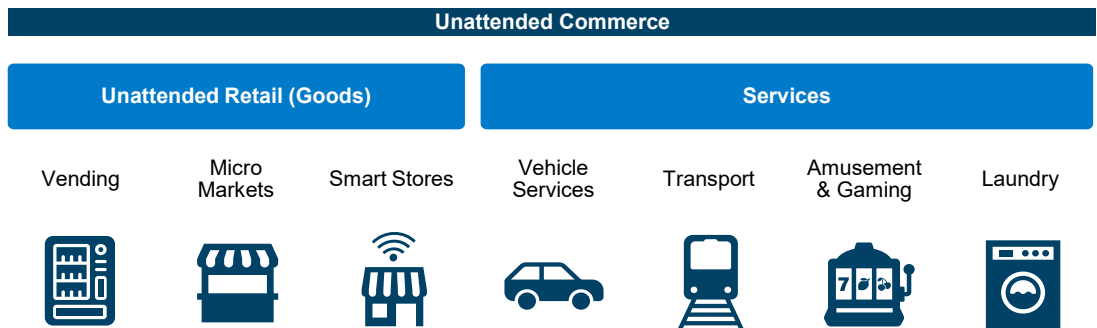 Unattended Commerce
Unattended Retail (Goods)
Services
Vending
Micro
Markets
Smart Stores
Vehicle
Services
Transport
Amusement
& Gaming
Laundry
7